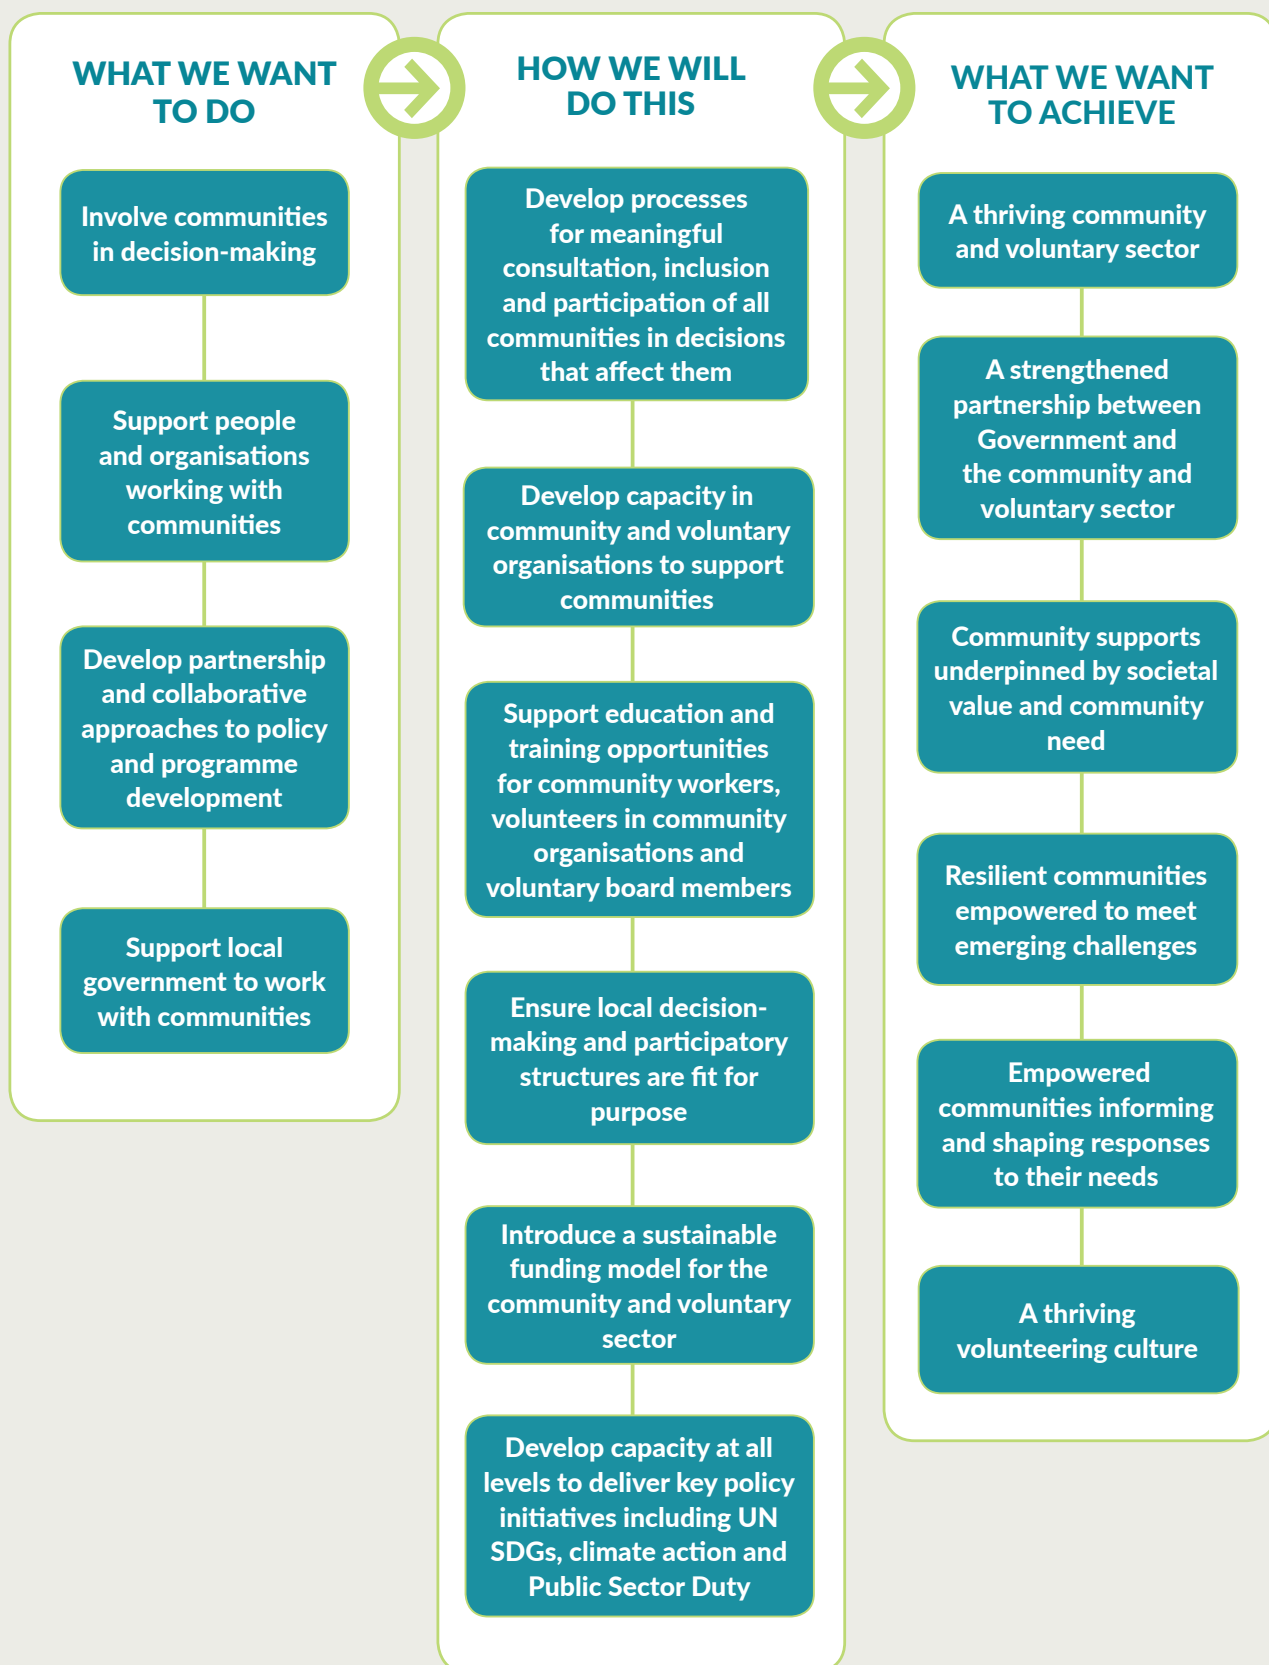 WHAT WE WANT
TO DO
Involve communities
in decision-making
Support people
and organisations
working with
communities
Develop partnership
and collaborative
approaches to policy
and programme
development
Support local
government to work
with communities
HOW WE WILL
DO THIS
Develop processes
for meaningful
consultation, inclusion
and participation of all
communities in decisions
that affect them
Develop capacity in
community and voluntary
organisations to support
communities
Support education and
training opportunities
for community workers,
volunteers in community
organisations and
voluntary board members
Ensure local decision-
making and participatory
structures are fit for
purpose
Introduce a sustainable
funding model for the
community and voluntary
sector
Develop capacity at all
levels to deliver key policy
initiatives including UN
SDGs, climate action and
Public Sector Duty
WHAT WE WANT
TO ACHIEVE
A thriving community
and voluntary sector
A strengthened
partnership between
Government and
the community and
voluntary sector
Community supports
underpinned by societal
value and community
need
Resilient communities
empowered to meet
emerging challenges
Empowered
communities informing
and shaping responses
to their needs
A thriving
volunteering culture